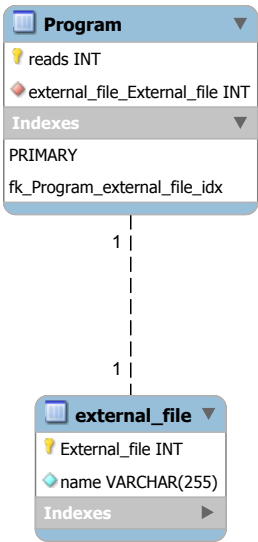 Program
reads INT
external_file_External_file INT
Indexes
PRIMARY
fk_Program_external_file_idx
1
1
external_file
External_file INT
name VARCHAR(255)
Indexes